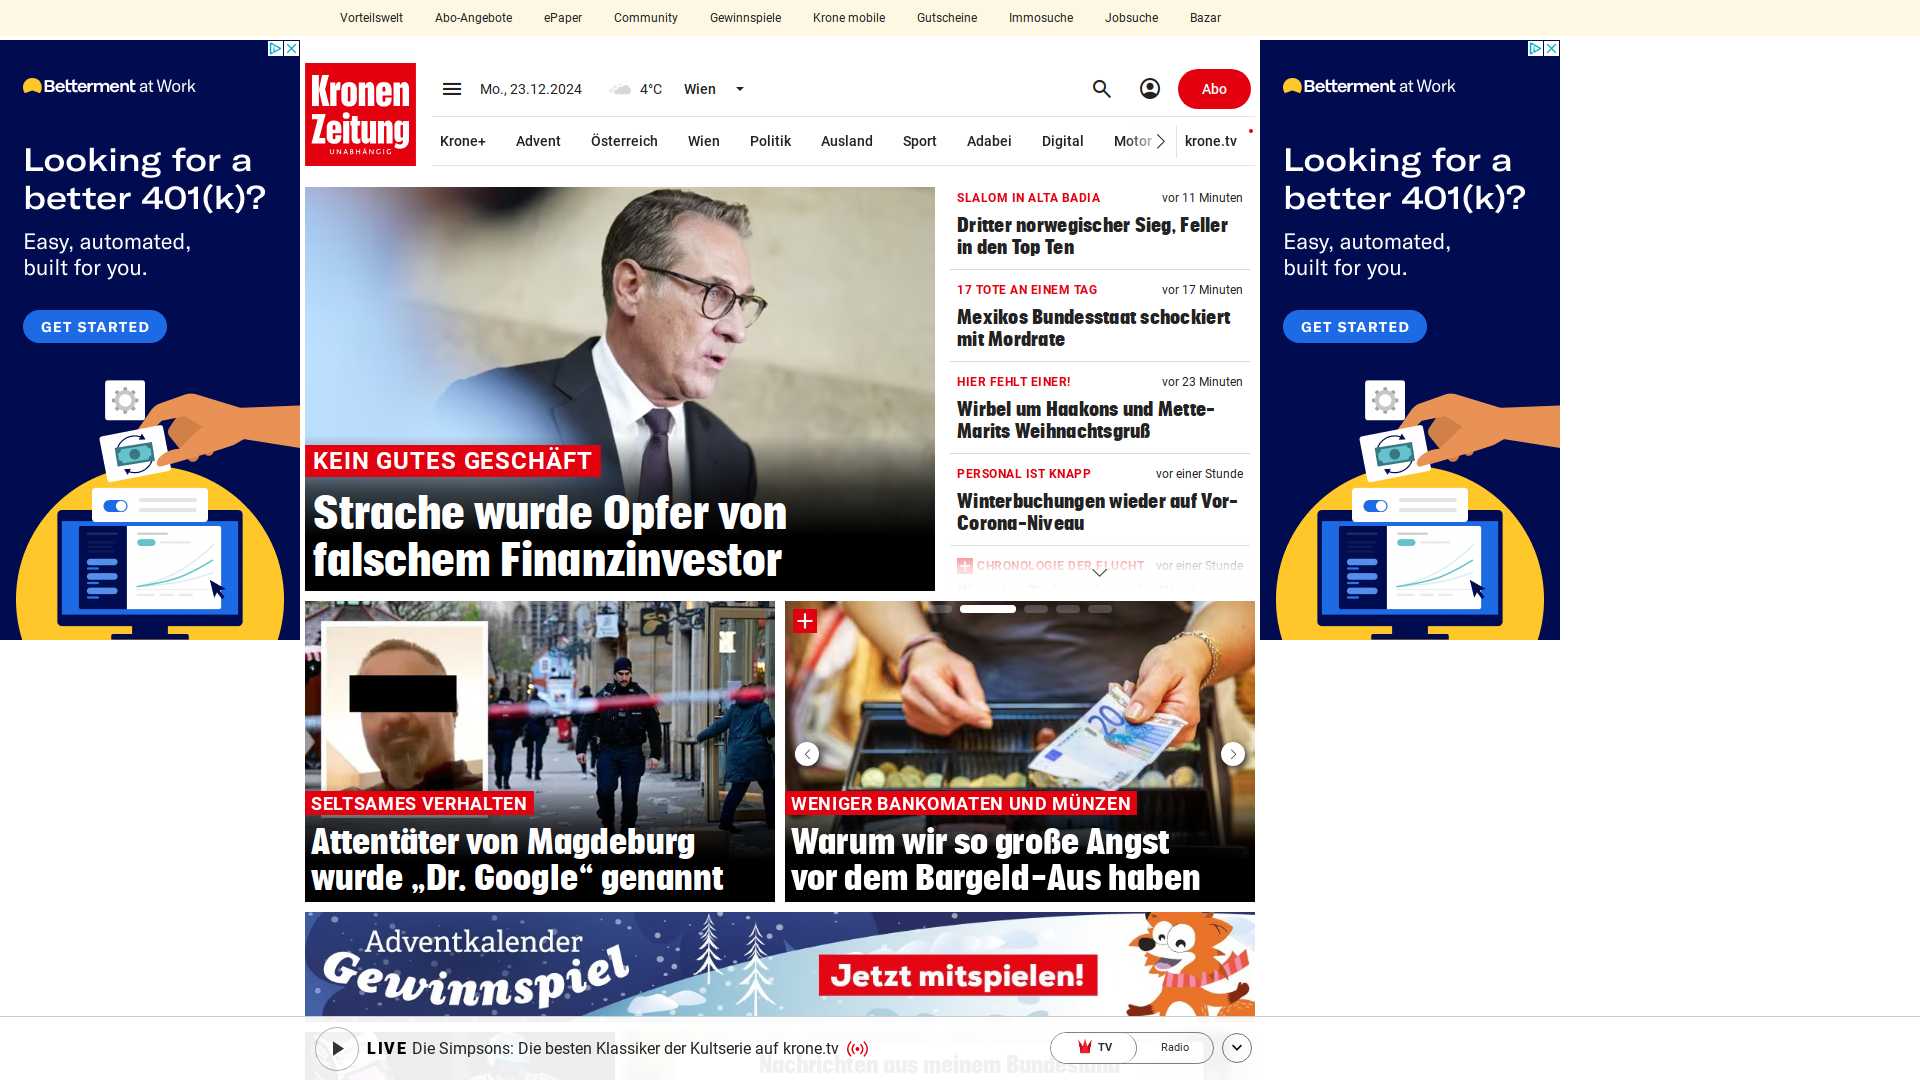 Vorteilswelt Abo-Angebote ePaper Community Gewinnspiele Krone mobile Gutscheine Immosuche Jobsuche Bazar
Betterment at Work
Looking for a
better 401(k)?
Easy, automated,
built for you.
GET STARTED
Kronen
Zeitung
UNABHÄNGIG
Mo., 23.12.2024 4°C Wien
Abo
Krone+ Advent Österreich Wien Politik Ausland Sport Adabei Digital Motor krone.tv
KEIN GUTES GESCHÄFT
Strache wurde Opfer von
falschem Finanzinvestor
SLALOM IN ALTA BADIA vor 11 Minuten
Dritter norwegischer Sieg, Feller
in den Top Ten
17 TOTE AN EINEM TAG vor 17 Minuten
Mexikos Bundesstaat schockiert
mit Mordrate
HIER FEHLT EINER! vor 23 Minuten
Wirbel um Haakons und Mette-
Marits Weihnachtsgruß
PERSONAL IST KNAPP vor einer Stunde
Winterbuchungen wieder auf Vor-
Corona-Niveau
CHRONOLOGIE DER FLUCHT vor einer Stunde
SELTSAMES VERHALTEN
Attentäter von Magdeburg
wurde „Dr. Google“ genannt
20
WENIGER BANKOMATEN UND MÜNZEN
Warum wir so große Angst
vor dem Bargeld-Aus haben
Adventkalender
Gewinnspiel
Jetzt mitspielen!
LIVE Die Simpsons: Die besten Klassiker der Kultserie auf krone.tv
TV Radio
Nachrichten aus meinem Bundesland
Betterment at Work
Looking for a
better 401(k)?
Easy, automated,
built for you.
GET STARTED